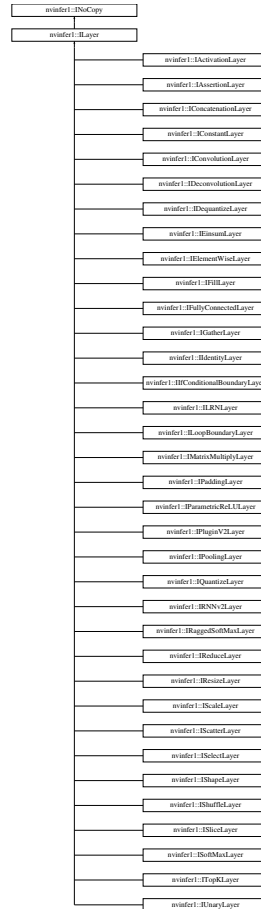 nvinfer1::INoCopy
nvinfer1::ILayer
nvinfer1::IActivationLayer
nvinfer1::IAssertionLayer
nvinfer1::IConcatenationLayer
nvinfer1::IConstantLayer
nvinfer1::IConvolutionLayer
nvinfer1::IDeconvolutionLayer
nvinfer1::IDequantizeLayer
nvinfer1::IEinsumLayer
nvinfer1::IElementWiseLayer
nvinfer1::IFillLayer
nvinfer1::IFullyConnectedLayer
nvinfer1::IGatherLayer
nvinfer1::IIdentityLayer
nvinfer1::IIfConditionalBoundaryLaye
nvinfer1::ILRNLayer
nvinfer1::ILoopBoundaryLayer
nvinfer1::IMatrixMultiplyLayer
nvinfer1::IPaddingLayer
nvinfer1::IParametricReLULayer
nvinfer1::IPluginV2Layer
nvinfer1::IPoolingLayer
nvinfer1::IQuantizeLayer
nvinfer1::IRNNv2Layer
nvinfer1::IRaggedSoftMaxLayer
nvinfer1::IReduceLayer
nvinfer1::IResizeLayer
nvinfer1::IScaleLayer
nvinfer1::IScatterLayer
nvinfer1::ISelectLayer
nvinfer1::IShapeLayer
nvinfer1::IShuffleLayer
nvinfer1::ISliceLayer
nvinfer1::ISoftMaxLayer
nvinfer1::ITopKLayer
nvinfer1::IUnaryLayer